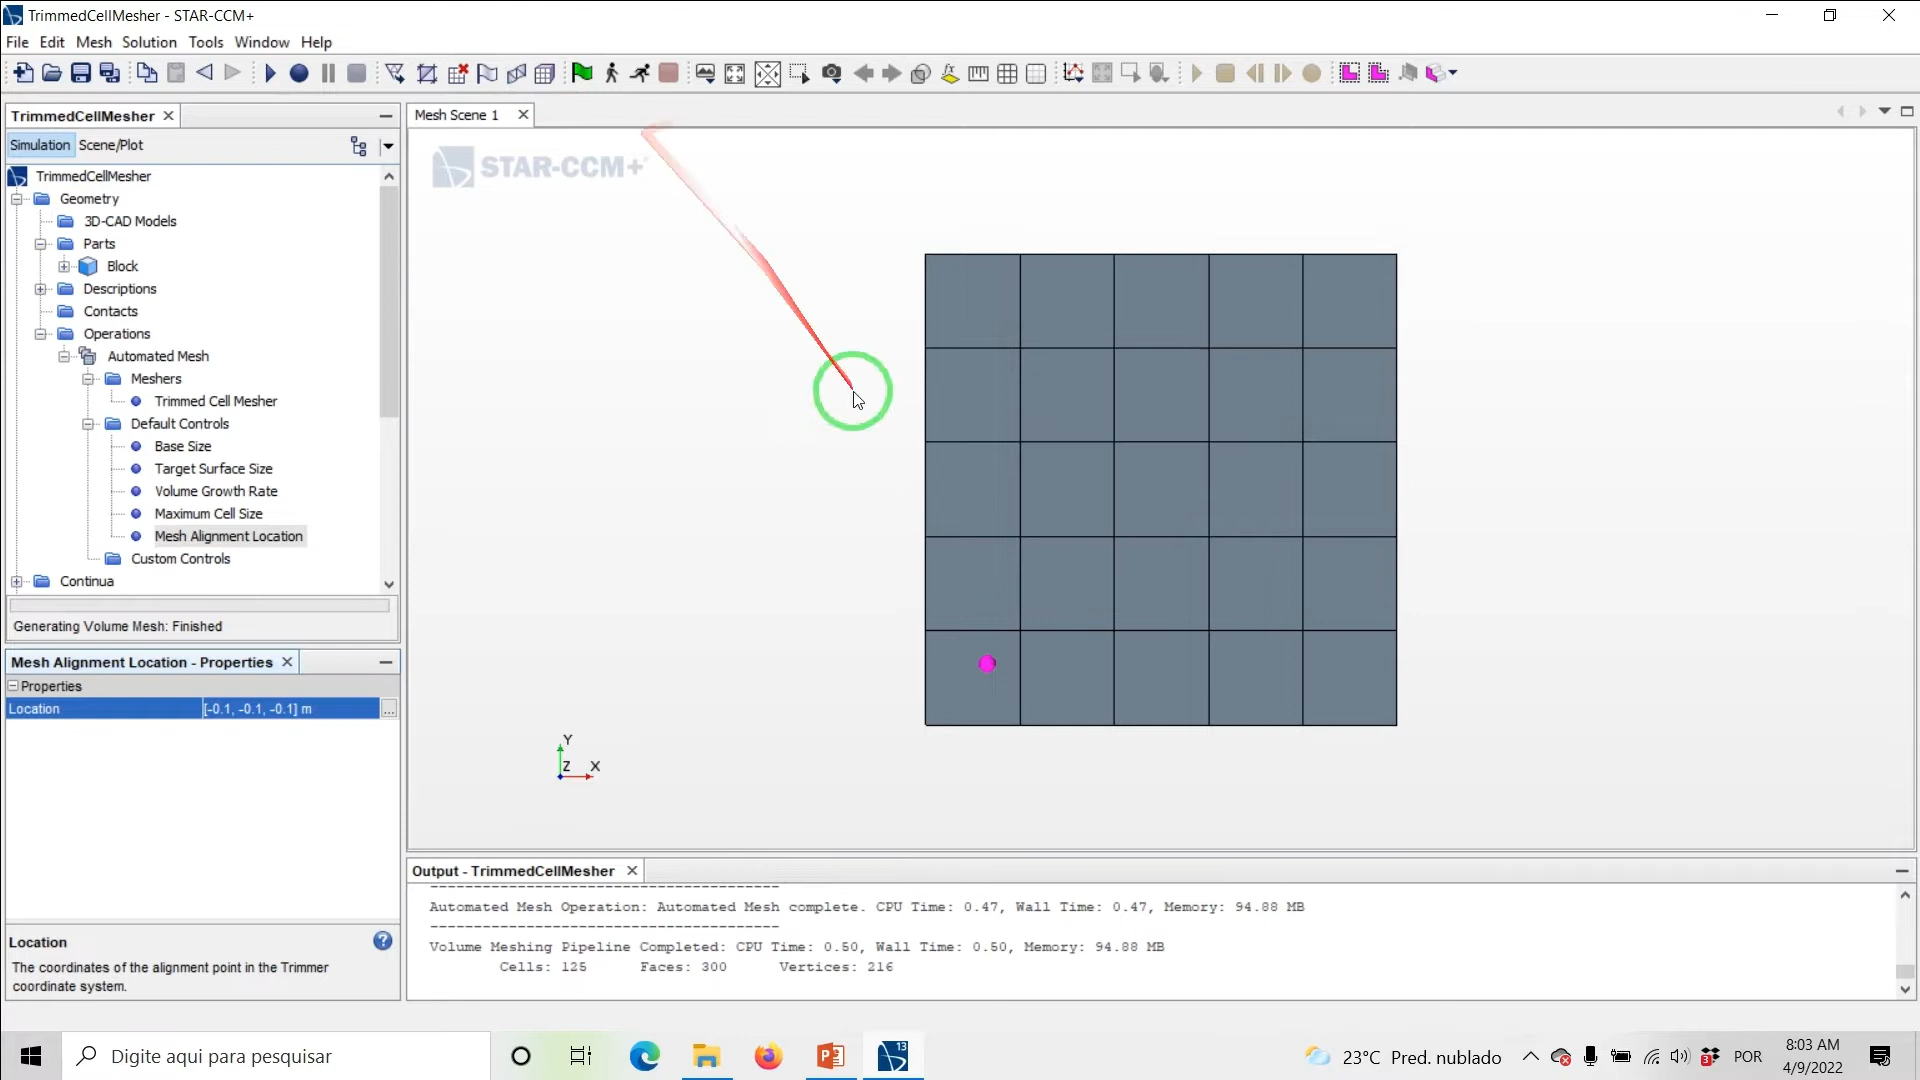 TrimmedCellMesher - STAR-CCM+
File Edit Mesh Solution Tools Window Help
TrimmedCellMesher
Simulation Scene/Plot
TrimmedCellMesher
Geometry
3D-CAD Models
Parts
Block
Descriptions
Contacts
Operations
Automated Mesh
Meshers
Trimmed Cell Mesher
Default Controls
Base Size
Target Surface Size
Volume Growth Rate
Maximum Cell Size
Mesh Alignment Location
Custom Controls
Continua
Generating Volume Mesh: Finished
Mesh Alignment Location - Properties
Properties
Location [-0.1, -0.1, -0.1] m
Location
The coordinates of the alignment point in the Trimmer
coordinate system.
Mesh Scene 1
STAR-CCM+
Y
Z X
Output - TrimmedCellMesher
----------------------------------------
Automated Mesh Operation: Automated Mesh complete. CPU Time: 0.47, Wall Time: 0.47, Memory: 94.88 MB
----------------------------------------
Volume Meshing Pipeline Completed: CPU Time: 0.50, Wall Time: 0.50, Memory: 94.88 MB
Cells: 125 Faces: 300 Vertices: 216
Digite aqui para pesquisar
13
23°C Pred. nublado
3
POR
8:03 AM
4/9/2022